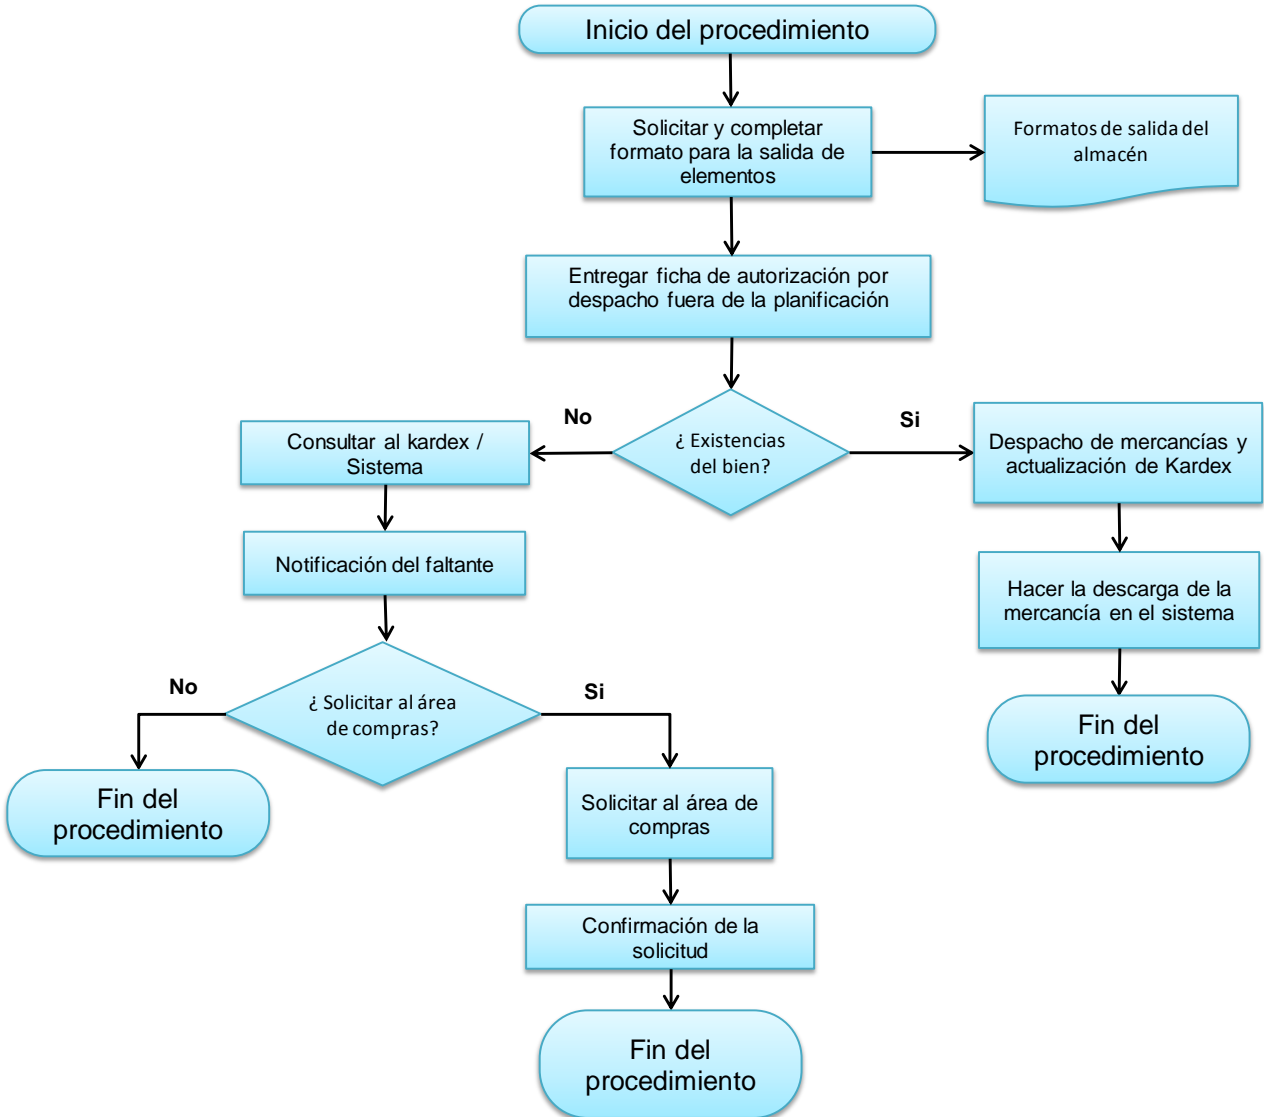 Inicio del procedimiento
Solicitar y completar
formato para la salida de
elementos
Formatos de salida del
almacén
Entregar ficha de autorización por
despacho fuera de la planificación
No
¿ Existencias
del bien?
Si
Consultar al kardex /
Sistema
Despacho de mercancías y
actualización de Kardex
Notificación del faltante
Hacer la descarga de la
mercancía en el sistema
No
¿ Solicitar al área
de compras?
Si
Fin del
procedimiento
Fin del
procedimiento
Solicitar al área de
compras
Confirmación de la
solicitud
Fin del
procedimiento